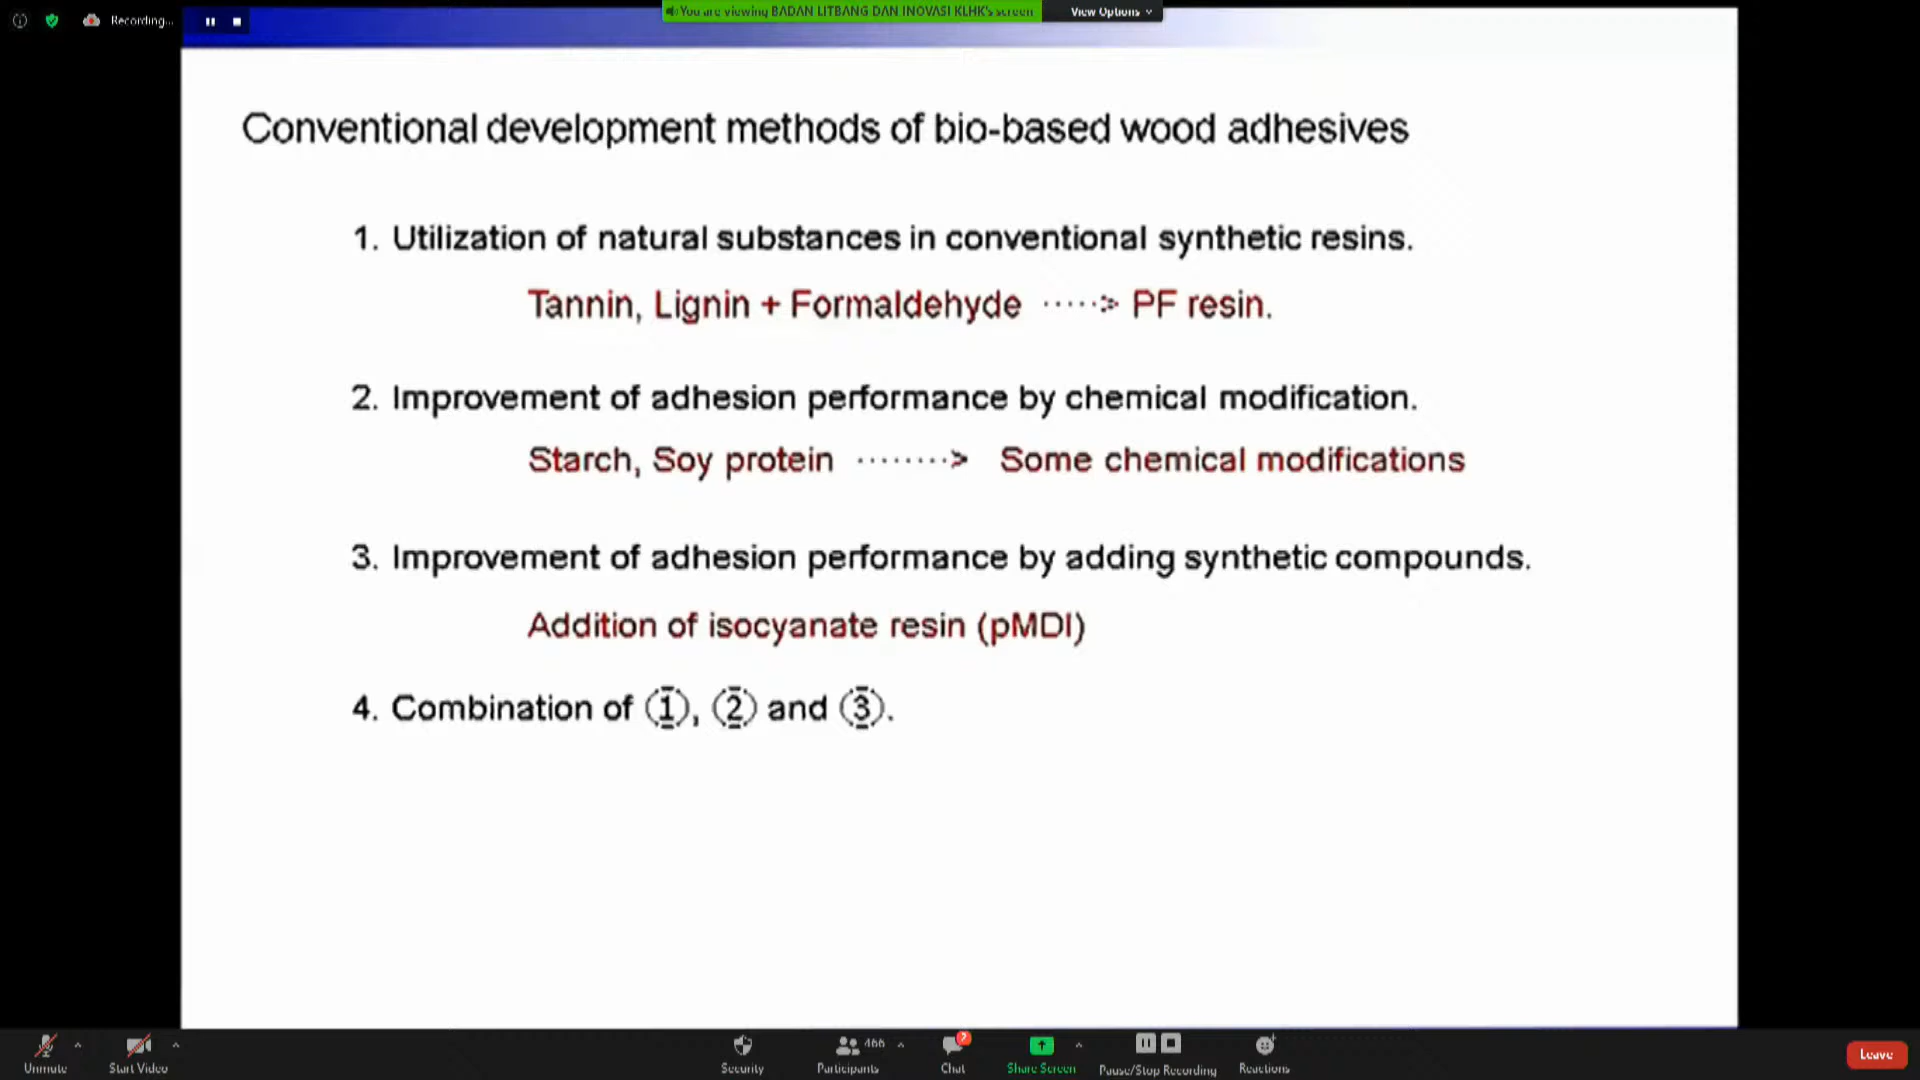 Recording...
You are viewing BADAN LITBANG DAN INOVASI KLHK's screen
View Options
Conventional development methods of bio-based wood adhesives
1. Utilization of natural substances in conventional synthetic resins.
Tannin, Lignin + Formaldehyde ·····> PF resin.
2. Improvement of adhesion performance by chemical modification.
Starch, Soy protein ········> Some chemical modifications
3. Improvement of adhesion performance by adding synthetic compounds.
Addition of isocyanate resin (pMDI)
4. Combination of ①, ② and ③.
Unmute
Start Video
Security
466
Participants
7
Chat
Share Screen
Pause/Stop Recording
Reactions
Leave